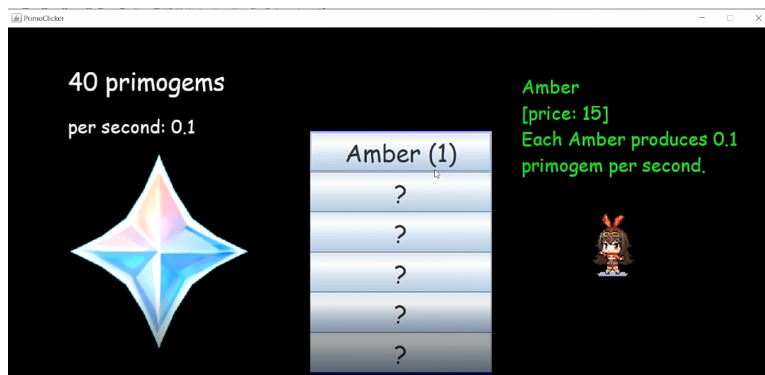 PrimoClicker
40 primogems
per second: 0.1
Amber (1)
?
?
?
?
?
Amber
[price: 15]
Each Amber produces 0.1
primogem per second.